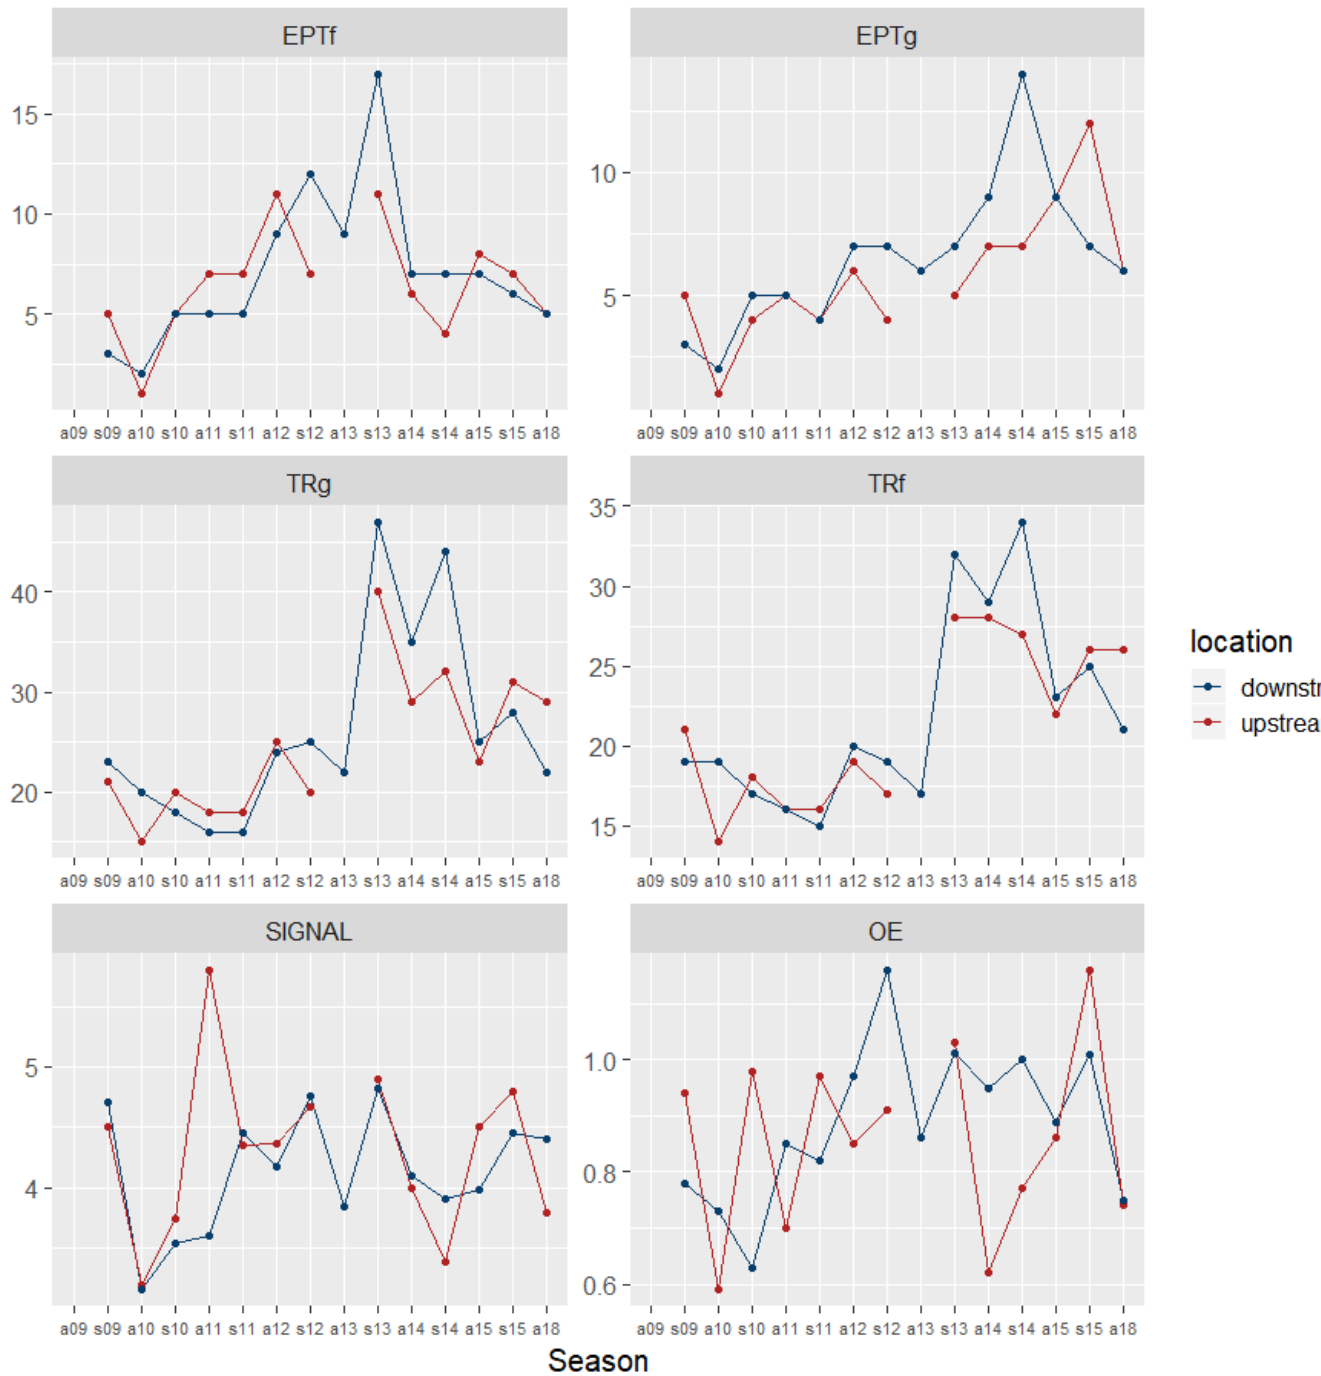 EPTf
EPTg
15
10
5
10
5
a09 s09 a10 s10 a11 s11 a12 s12 a13 s13 a14 s14 a15 s15 a18
a09 s09 a10 s10 a11 s11 a12 s12 a13 s13 a14 s14 a15 s15 a18
TRg
TRf
40
30
20
35
30
25
20
15
a09 s09 a10 s10 a11 s11 a12 s12 a13 s13 a14 s14 a15 s15 a18
a09 s09 a10 s10 a11 s11 a12 s12 a13 s13 a14 s14 a15 s15 a18
location
downstr
upstrea
SIGNAL
OE
5
4
1.0
0.8
0.6
a09 s09 a10 s10 a11 s11 a12 s12 a13 s13 a14 s14 a15 s15 a18
a09 s09 a10 s10 a11 s11 a12 s12 a13 s13 a14 s14 a15 s15 a18
Season